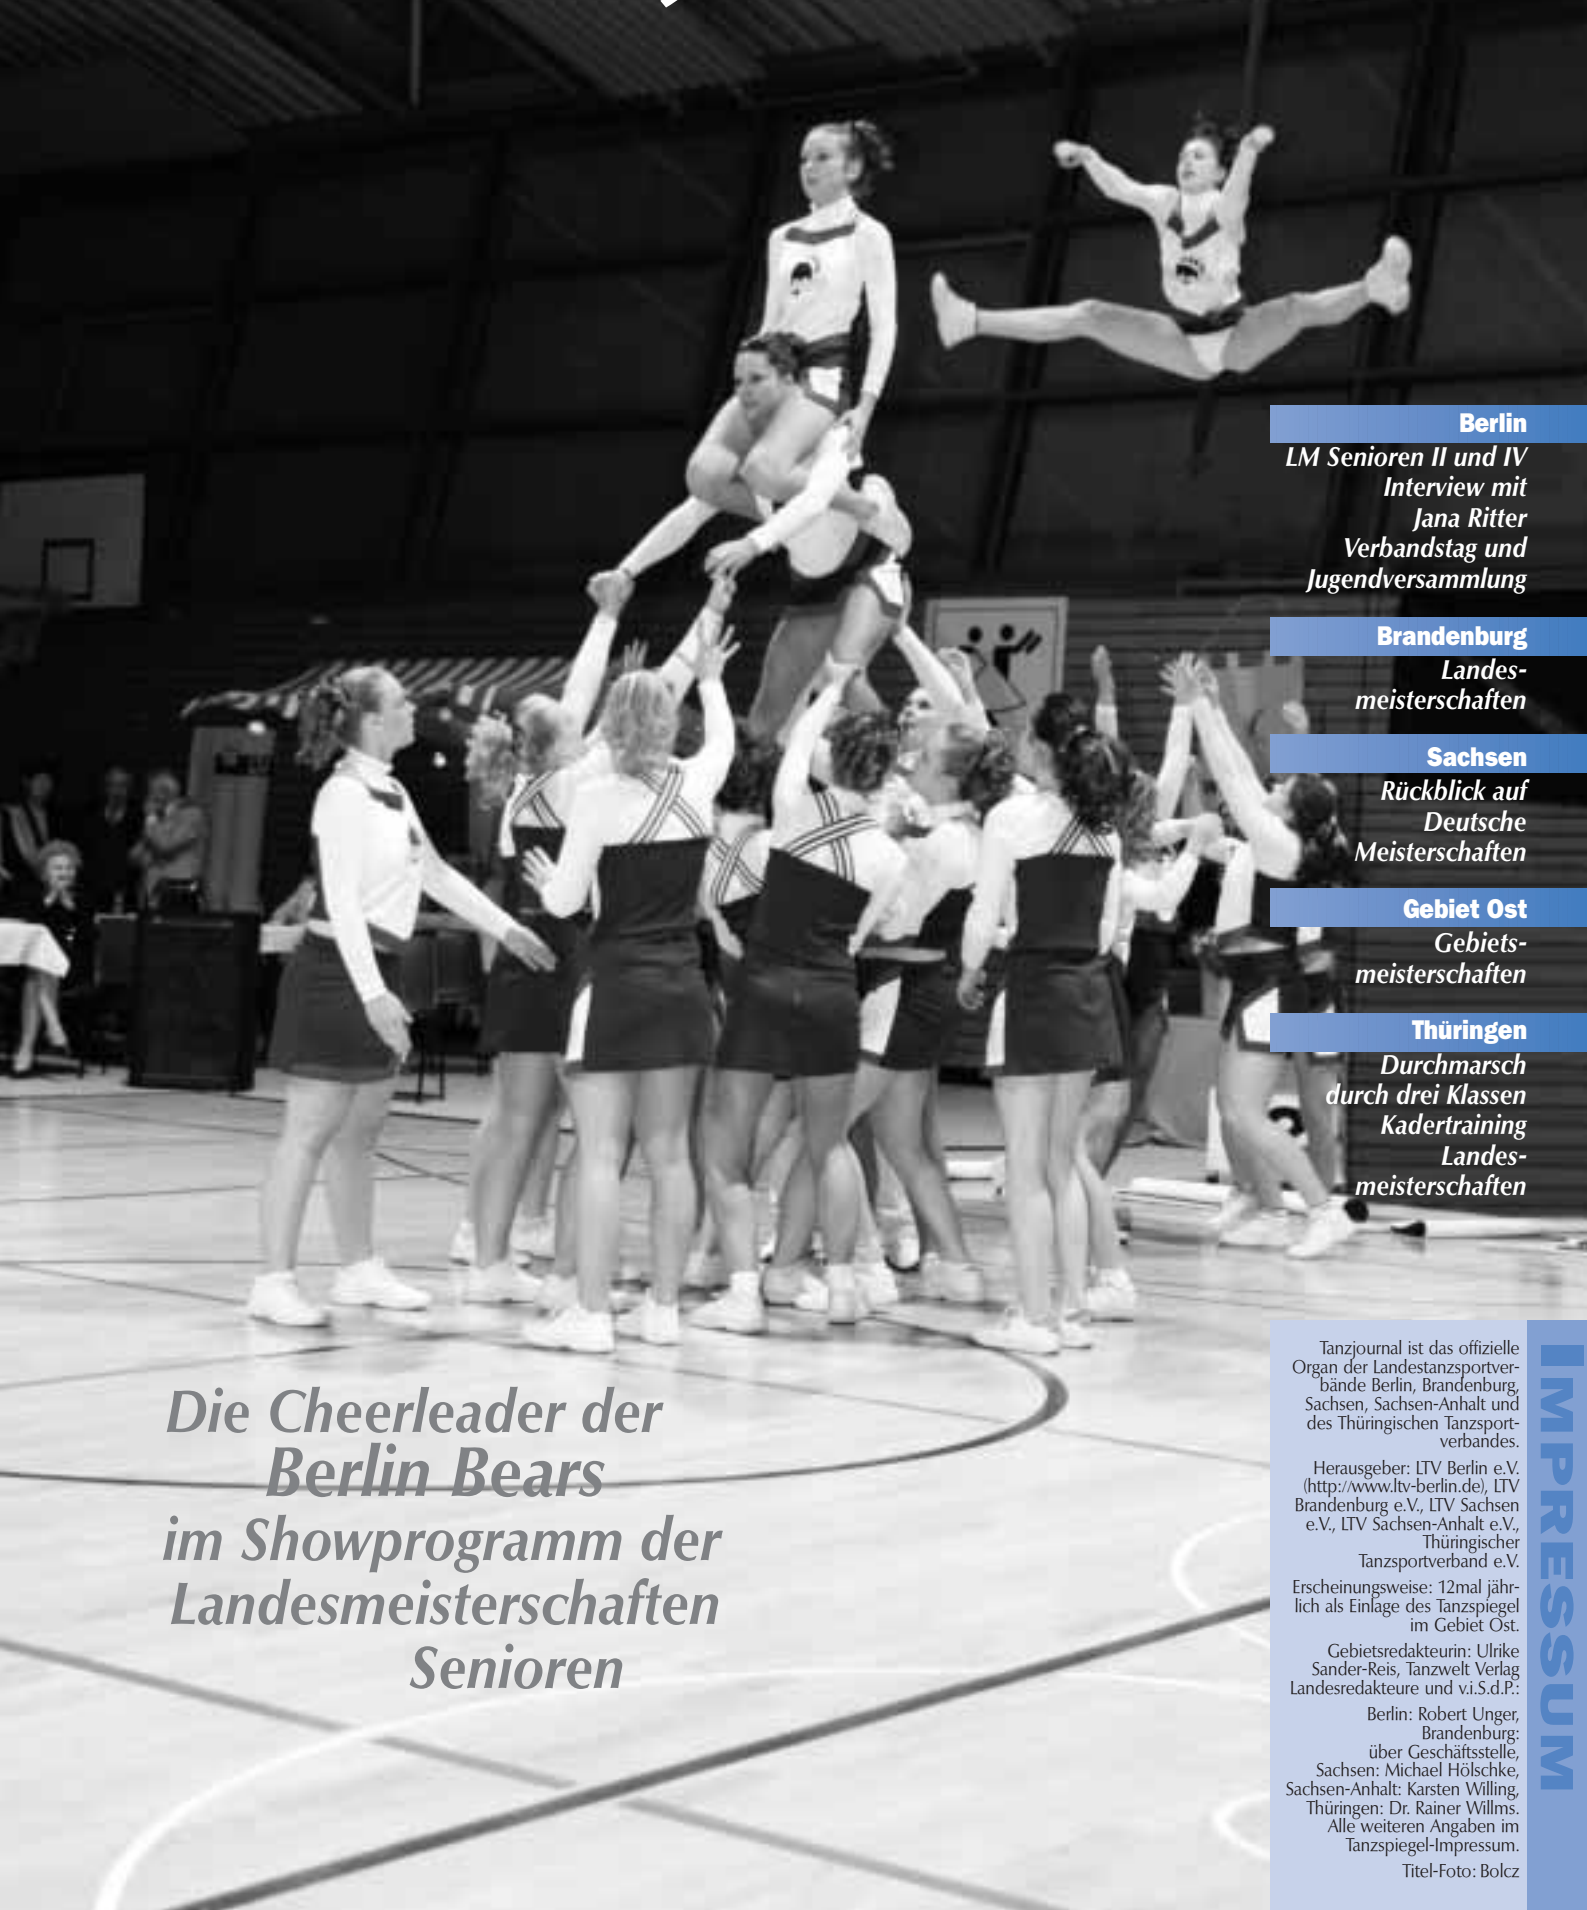 Berlin
LM Senioren II und IV
Interview mit
Jana Ritter
Verbandstag und
Jugendversammlung
Brandenburg
Landes-
meisterschaften
Sachsen
Rückblick auf
Deutsche
Meisterschaften
Gebiet Ost
Gebiets-
meisterschaften
Thüringen
Durchmarsch
durch drei Klassen
Kadertraining
Landes-
meisterschaften
Die Cheerleader der
Berlin Bears
im Showprogramm der
Landesmeisterschaften
Senioren
Tanzjournal ist das offizielle
Organ der Landestanzsportver-
bände Berlin, Brandenburg,
Sachsen, Sachsen-Anhalt und
des Thüringischen Tanzsport-
verbandes.
Herausgeber: LTV Berlin e.V.
(http://www.ltv-berlin.de), LTV
Brandenburg e.V., LTV Sachsen
e.V., LTV Sachsen-Anhalt e.V.,
Thüringischer
Tanzsportverband e.V.
Erscheinungsweise: 12mal jähr-
lich als Einlage des Tanzspiegel
im Gebiet Ost.
Gebietsredakteurin: Ulrike
Sander-Reis, Tanzwelt Verlag
Landesredakteure und v.i.S.d.P.:
Berlin: Robert Unger,
Brandenburg:
über Geschäftsstelle,
Sachsen: Michael Hölschke,
Sachsen-Anhalt: Karsten Willing,
Thüringen: Dr. Rainer Willms.
Alle weiteren Angaben im
Tanzspiegel-Impressum.
Titel-Foto: Bolcz
IMPRESSUM